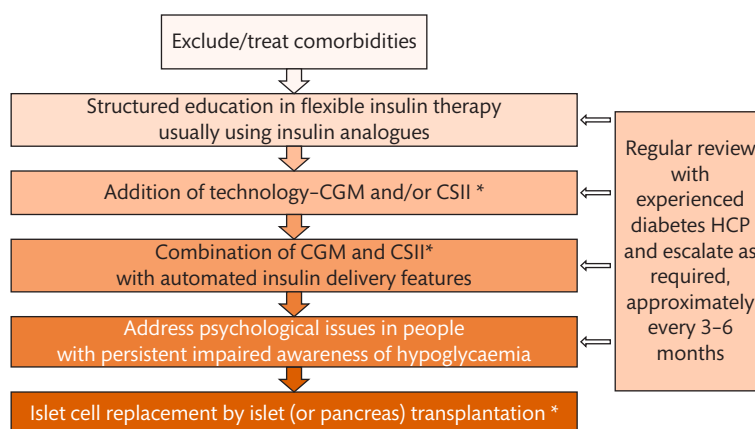 Exclude/treat comorbidities
Structured education in flexible insulin therapy
usually using insulin analogues
Addition of technology–CGM and/or CSII *
Combination of CGM and CSII*
with automated insulin delivery features
Address psychological issues in people
with persistent impaired awareness of hypoglycaemia
Islet cell replacement by islet (or pancreas) transplantation *
Regular review
with
experienced
diabetes HCP
and escalate as
required,
approximately
every 3–6
months